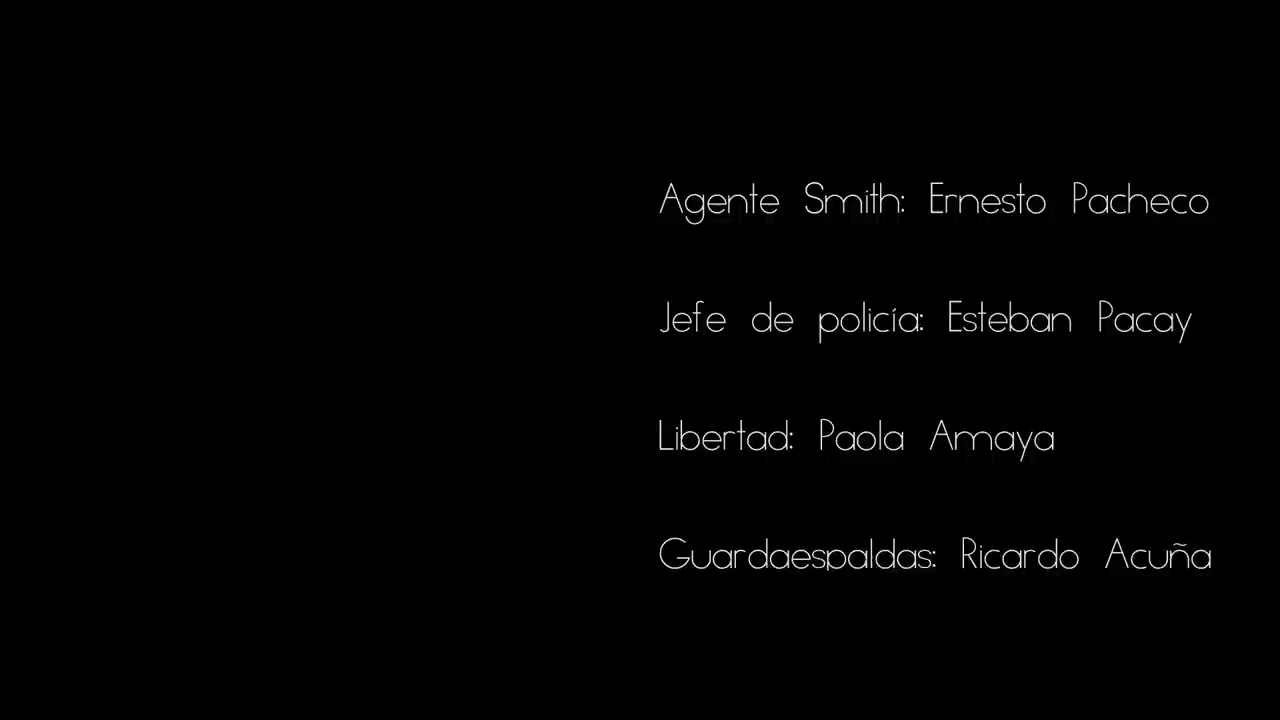 Agente Smith: Ernesto Pacheco
Jefe de policía: Esteban Pacay
Libertad: Paola Amaya
Guardaespaldas: Ricardo Acuña